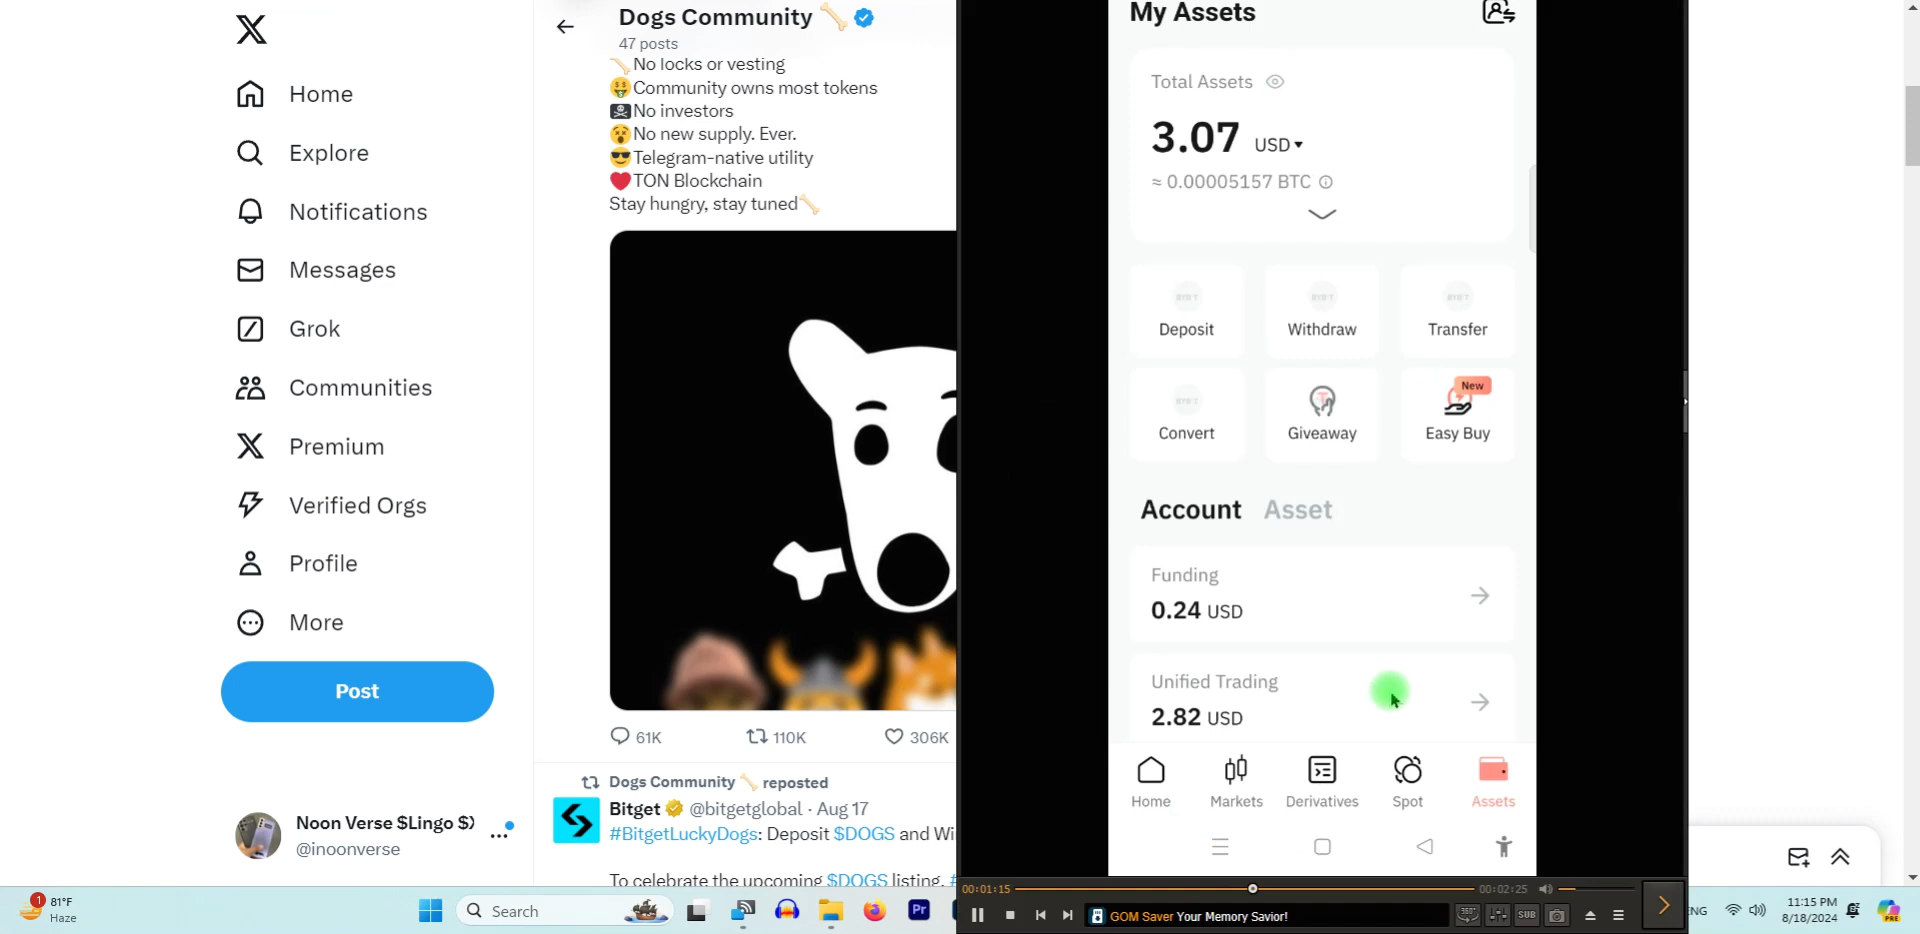 Home
Explore
Notifications
Messages
Grok
Communities
Premium
Verified Orgs
Profile
More
Post
Noon Verse $Lingo $
@inoonverse
Dogs Community 🦴
47 posts
🦴No locks or vesting
🤑Community owns most tokens
🏴‍☠️No investors
😵No new supply. Ever.
😎Telegram-native utility
❤️TON Blockchain
Stay hungry, stay tuned🦴
61K 110K 306K
Dogs Community 🦴 reposted
Bitget @bitgetglobal · Aug 17
#BitgetLuckyDogs: Deposit $DOGS and Wi
To celebrate the upcoming $DOGS listing, #
My Assets
Total Assets
3.07 USD
≈ 0.00005157 BTC
Deposit Withdraw Transfer
New
Convert Giveaway Easy Buy
Account Asset
Funding
0.24 USD
Unified Trading
2.82 USD
Home Markets Derivatives Spot Assets
00:01:15 00:02:25
GOM Saver Your Memory Savior!
360°
SUB
1
81°F
Haze
Search
Pr
NG
11:15 PM
8/18/2024
PRE